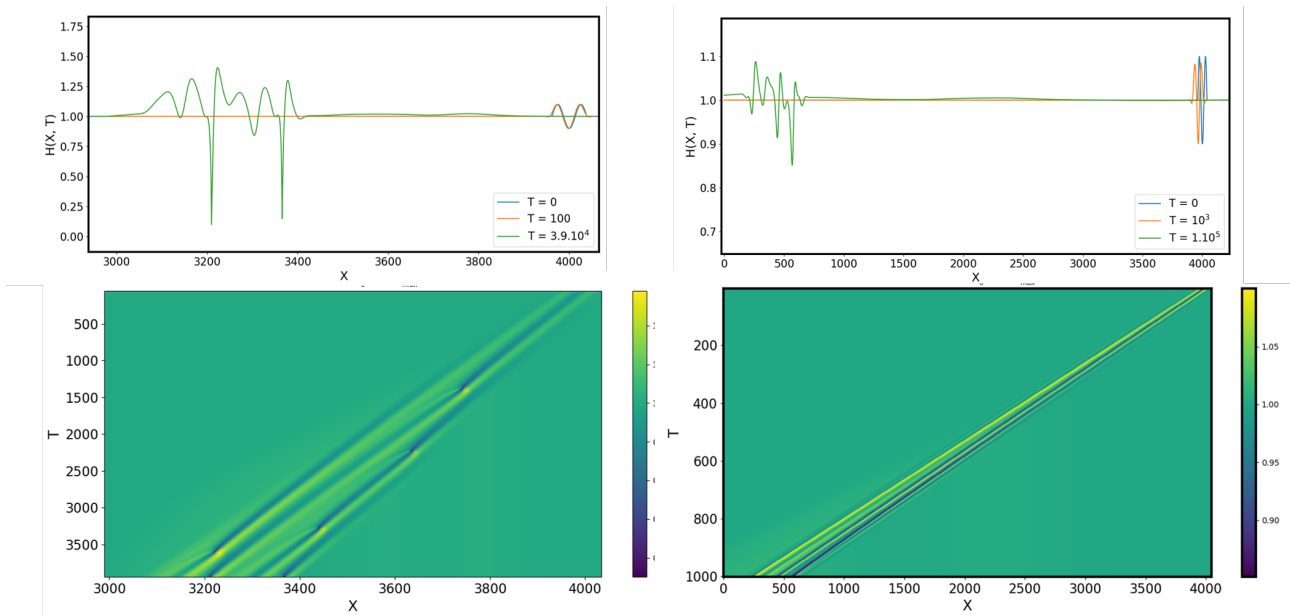 1.75
1.50
1.25
1.00
0.75
0.50
0.25
0.00
H(X, T)
T = 0
T = 100
T = 3.9.10⁴
3000 3200 3400 3600 3800 4000
X
1.1
1.0
0.9
0.8
0.7
H(X, T)
T = 0
T = 10³
T = 1.10⁵
0 500 1000 1500 2000 2500 3000 3500 4000
X
500
1000
1500
2000
2500
3000
3500
T
3000 3200 3400 3600 3800 4000
X
200
400
600
800
1000
T
0 500 1000 1500 2000 2500 3000 3500 4000
X
1.05
1.00
0.95
0.90